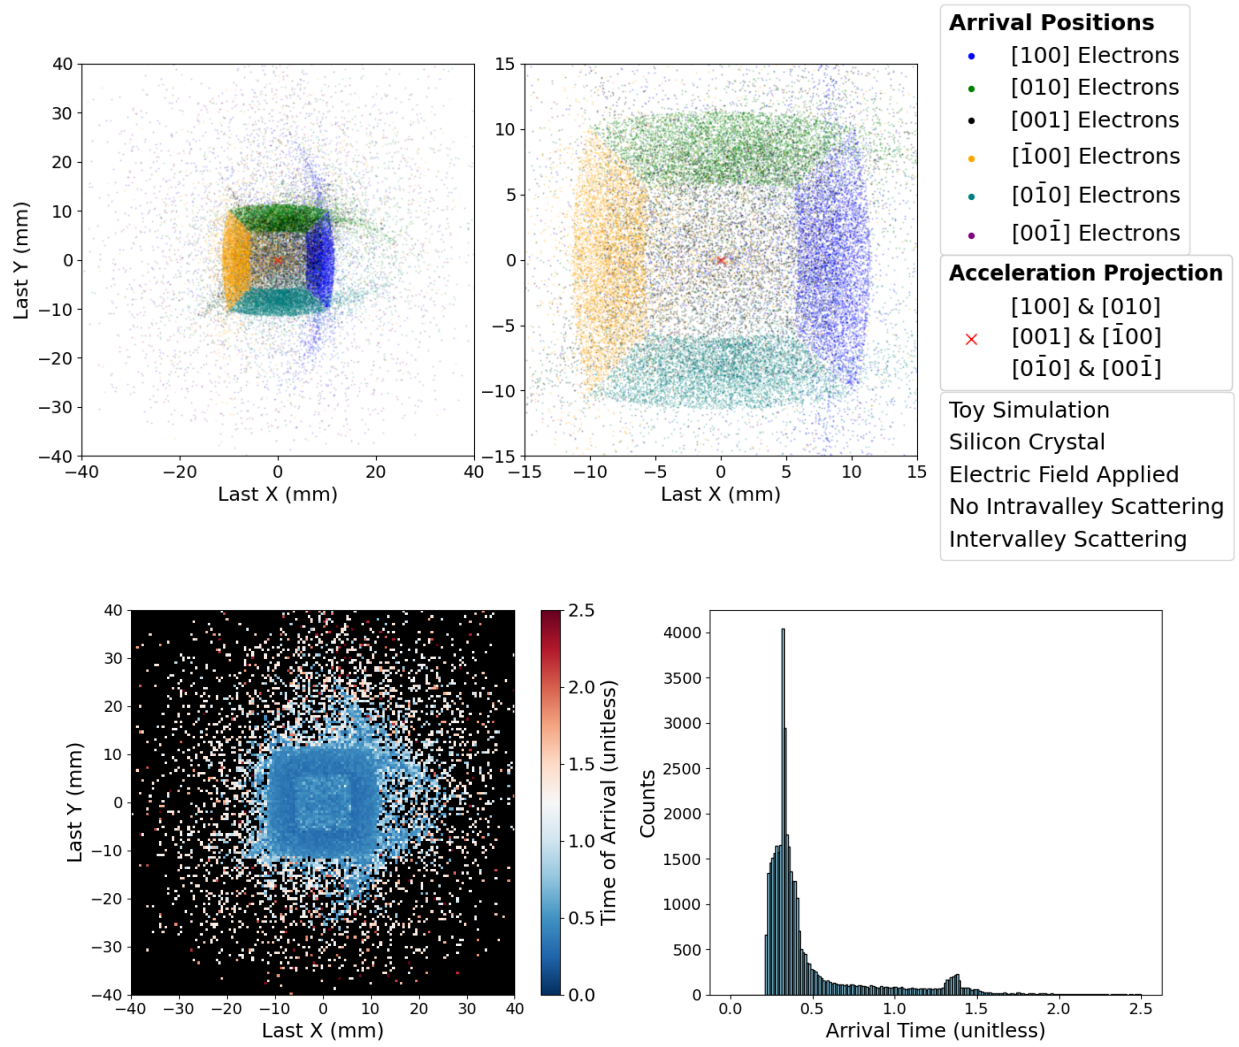 Arrival Positions
[100] Electrons
[010] Electrons
[001] Electrons
[1̄00] Electrons
[01̄0] Electrons
[001̄] Electrons
Acceleration Projection
[100] & [010]
[001] & [1̄00]
[01̄0] & [001̄]
Toy Simulation
Silicon Crystal
Electric Field Applied
No Intravalley Scattering
Intervalley Scattering
40
30
20
10
0
−10
−20
−30
−40
Last Y (mm)
−40 −20 0 20 40
Last X (mm)
15
10
5
0
−5
−10
−15
−15 −10 −5 0 5 10 15
Last X (mm)
40
30
20
10
0
−10
−20
−30
−40
Last Y (mm)
−40 −30 −20 −10 0 10 20 30 40
Last X (mm)
2.5
2.0
1.5
1.0
0.5
0.0
Time of Arrival (unitless)
4000
3500
3000
2500
2000
1500
1000
500
0
Counts
0.0 0.5 1.0 1.5 2.0 2.5
Arrival Time (unitless)